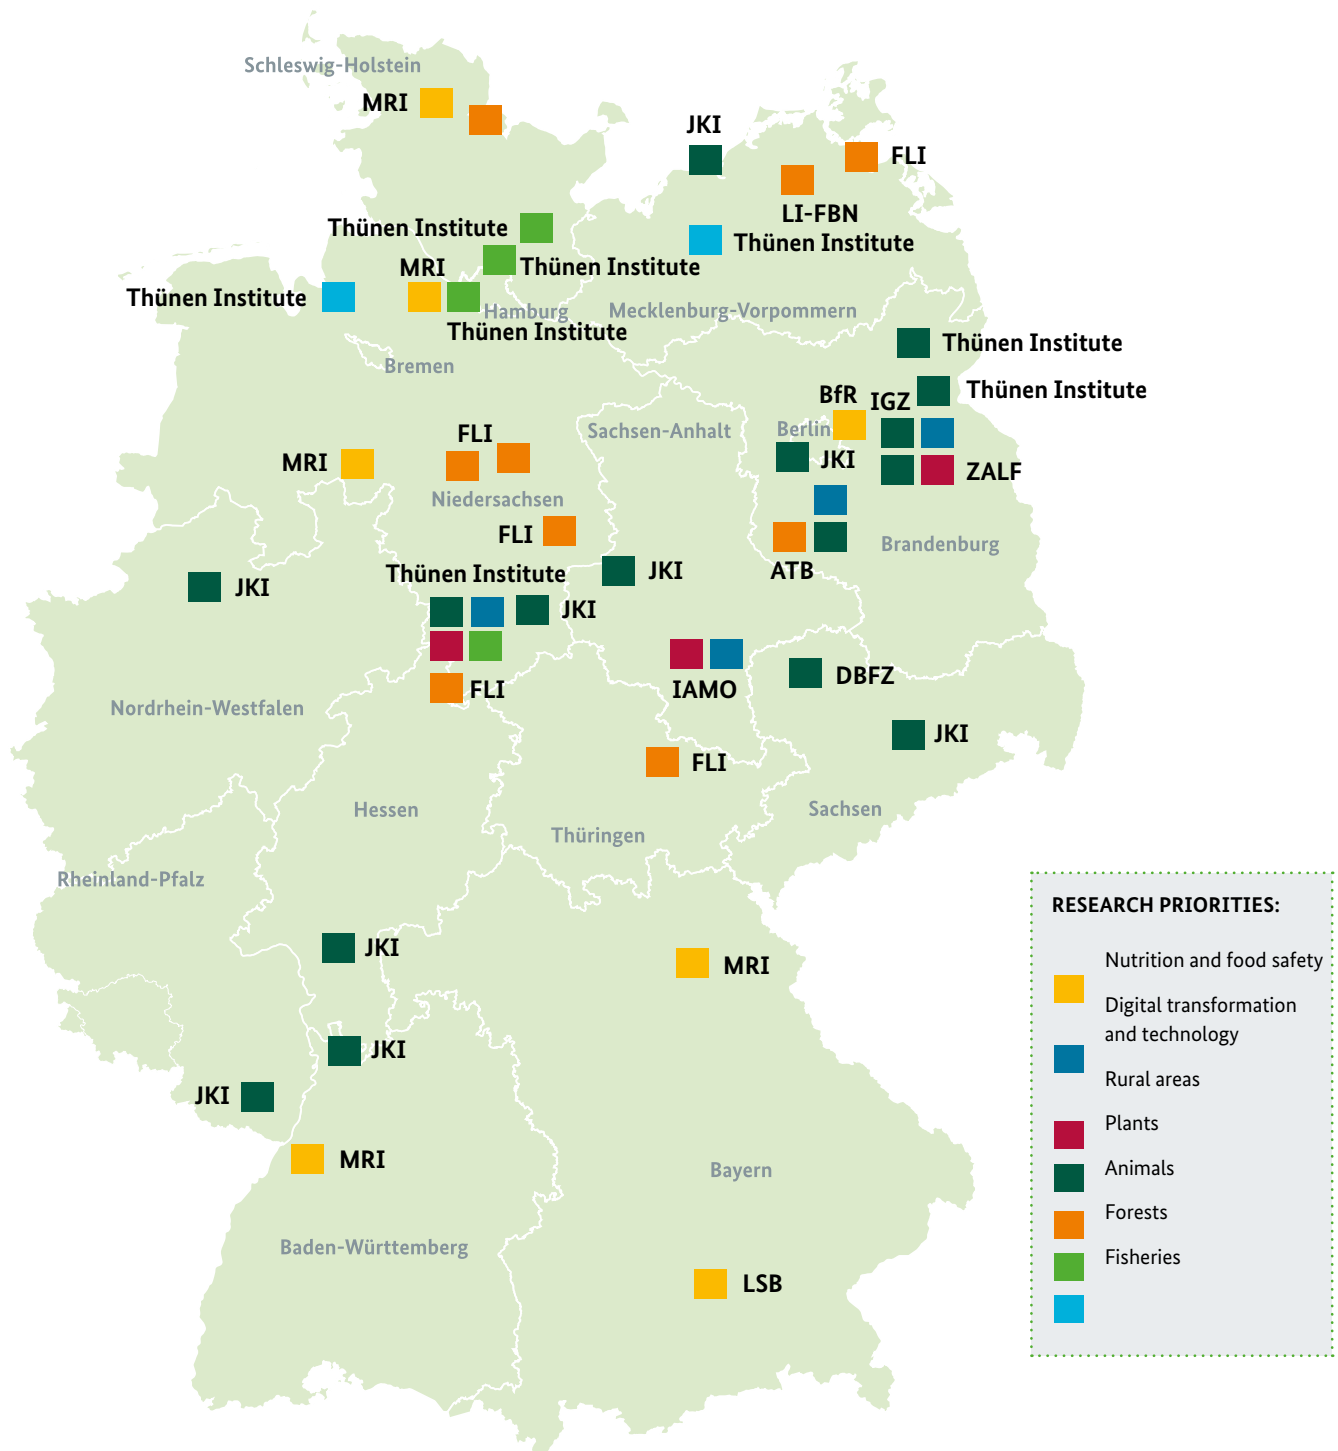 Schleswig-Holstein
MRI
JKI
FLI
LI-FBN
Thünen Institute
Thünen Institute
MRI
Thünen Institute
Thünen Institute
Hamburg
Mecklenburg-Vorpommern
Thünen Institute
Bremen
Thünen Institute
Thünen Institute
BfR
IGZ
Berlin
Sachsen-Anhalt
FLI
MRI
JKI
ZALF
Niedersachsen
FLI
Brandenburg
ATB
Thünen Institute
JKI
JKI
JKI
FLI
IAMO
DBFZ
Nordrhein-Westfalen
JKI
FLI
Hessen
Thüringen
Sachsen
Rheinland-Pfalz
JKI
MRI
JKI
JKI
MRI
Bayern
Baden-Württemberg
LSB
RESEARCH PRIORITIES:
Nutrition and food safety
Digital transformation
and technology
Rural areas
Plants
Animals
Forests
Fisheries